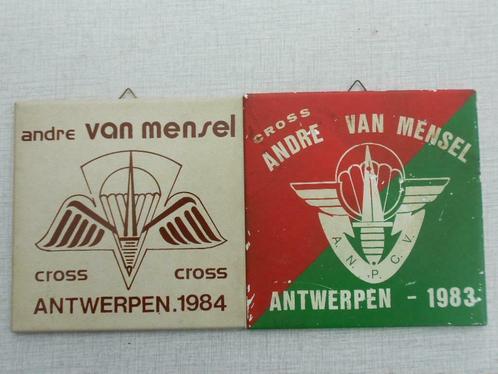 andre van mensel
cross cross
ANTWERPEN.1984
CROSS
ANDRE VAN MENSEL
A.N.P.C.V.
ANTWERPEN - 1983